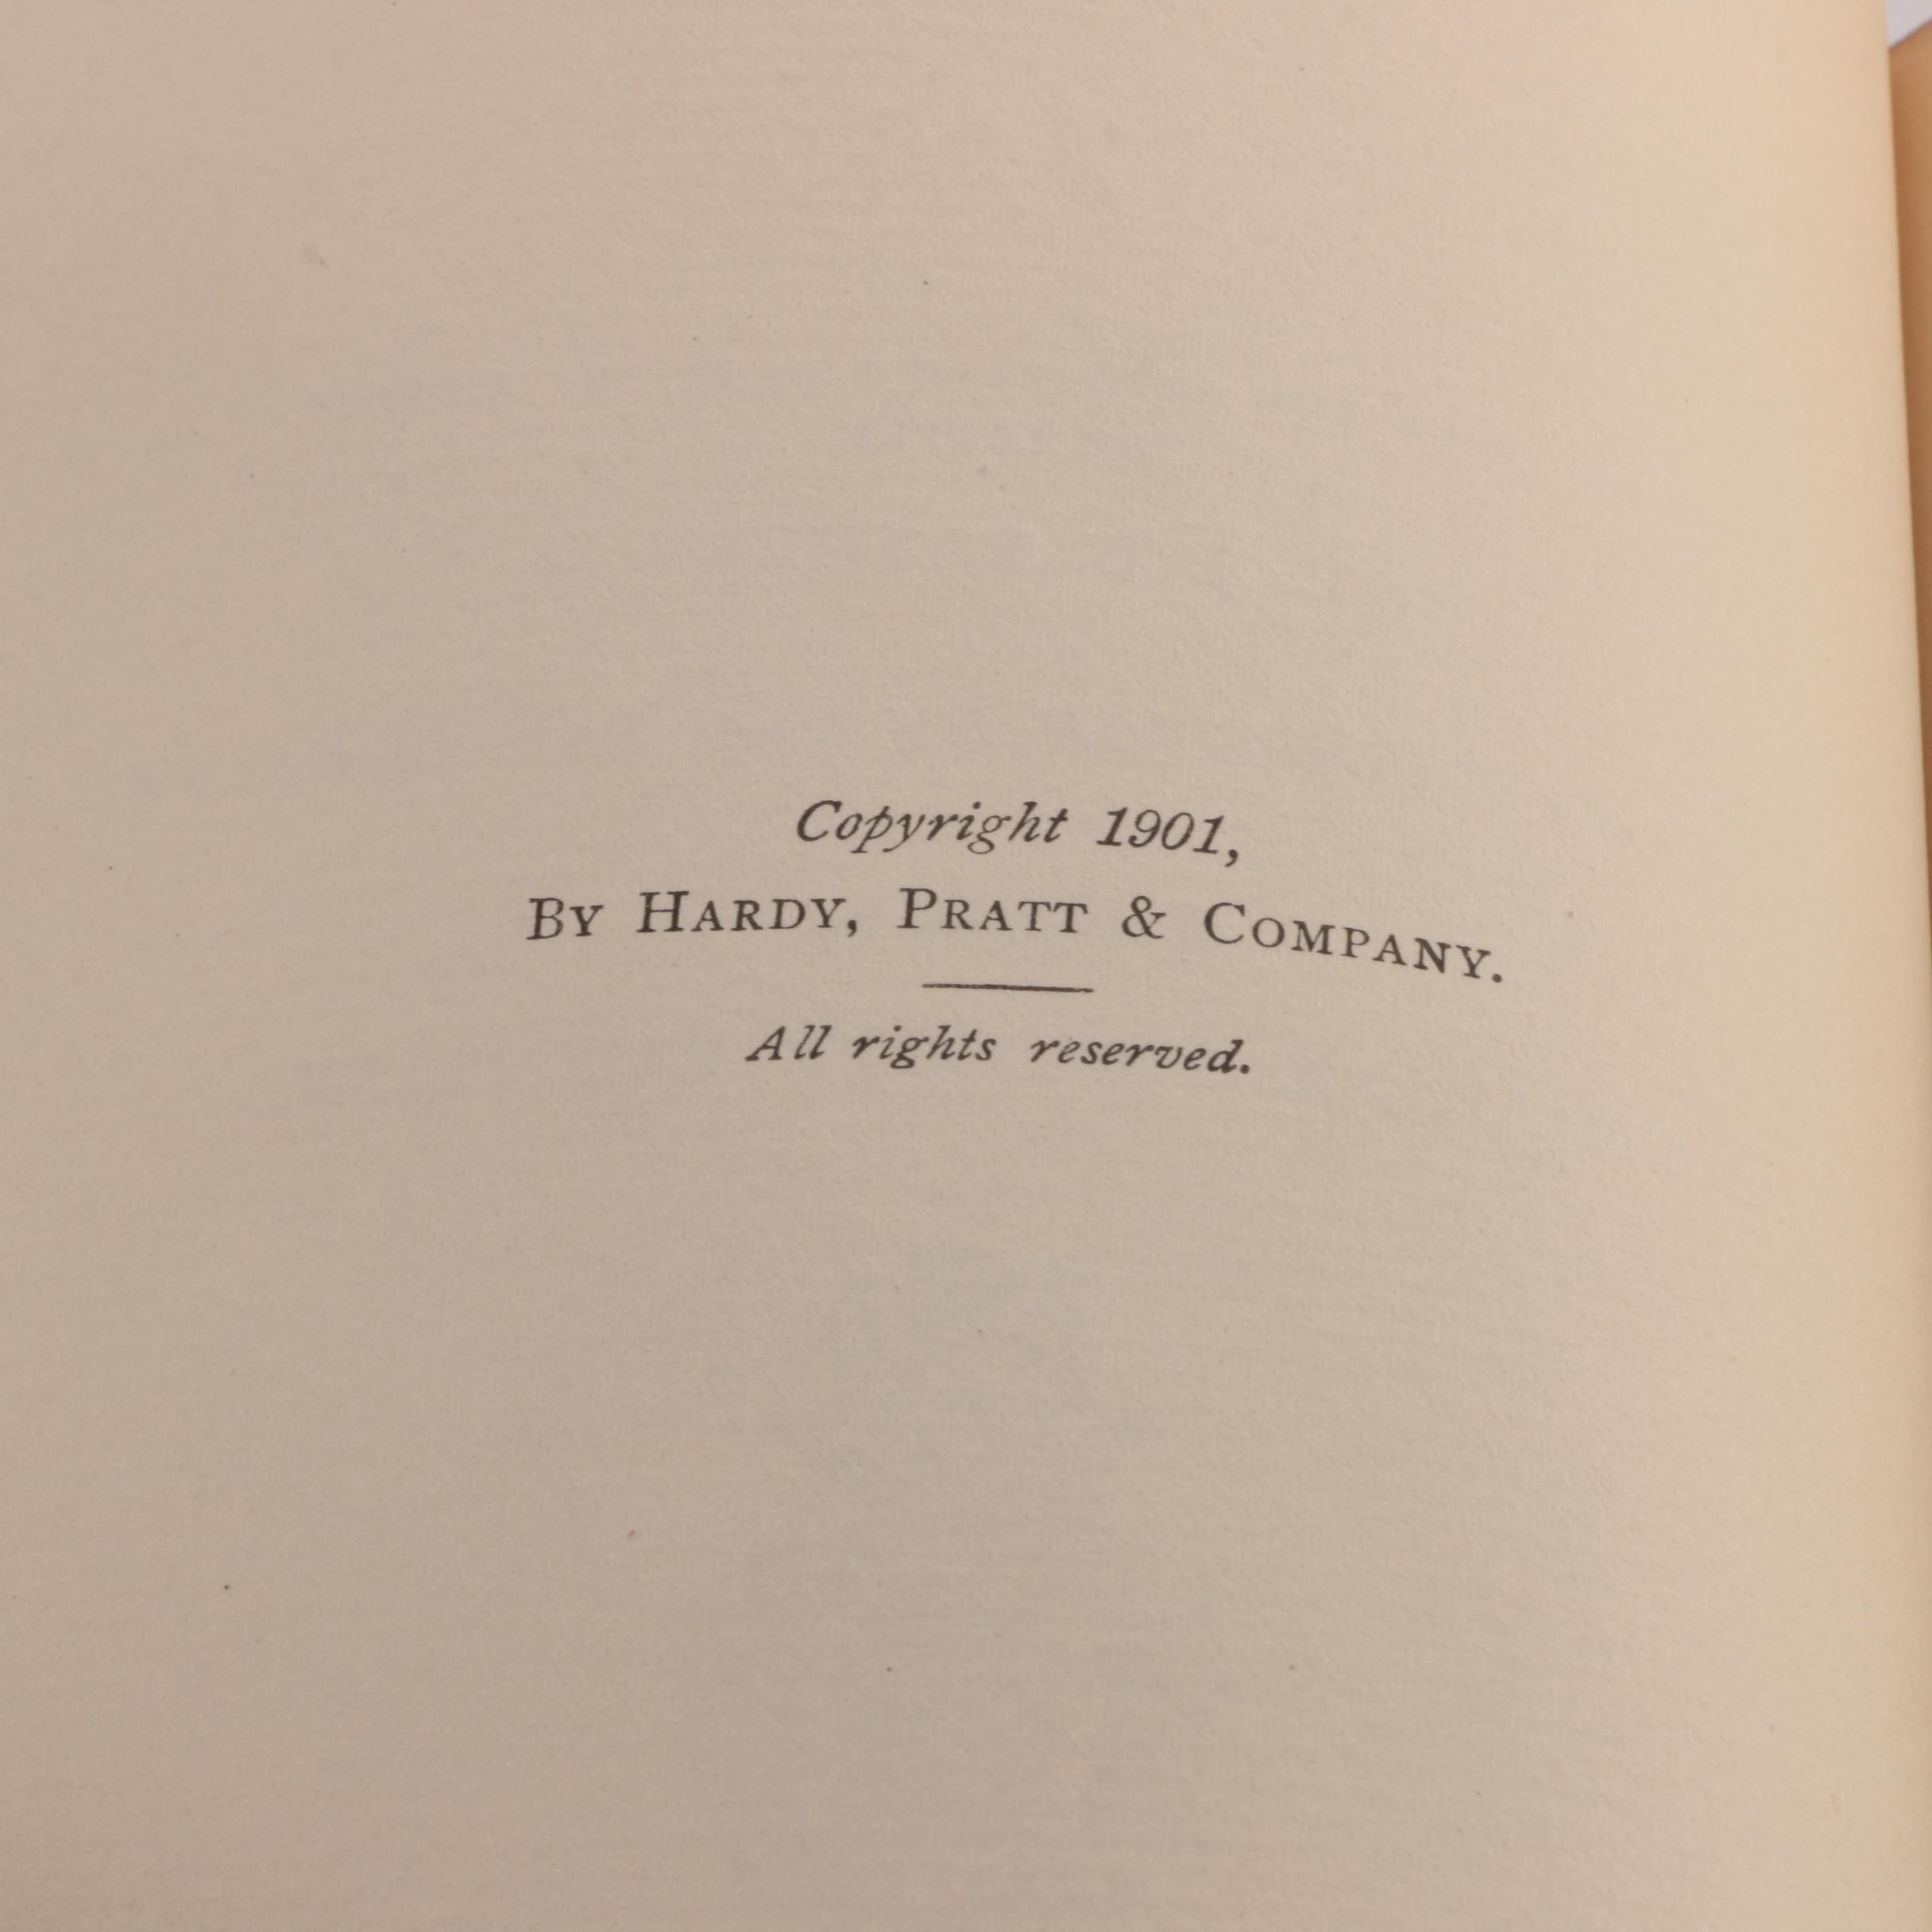 Copyright 1901,
By Hardy, Pratt & Company.
All rights reserved.